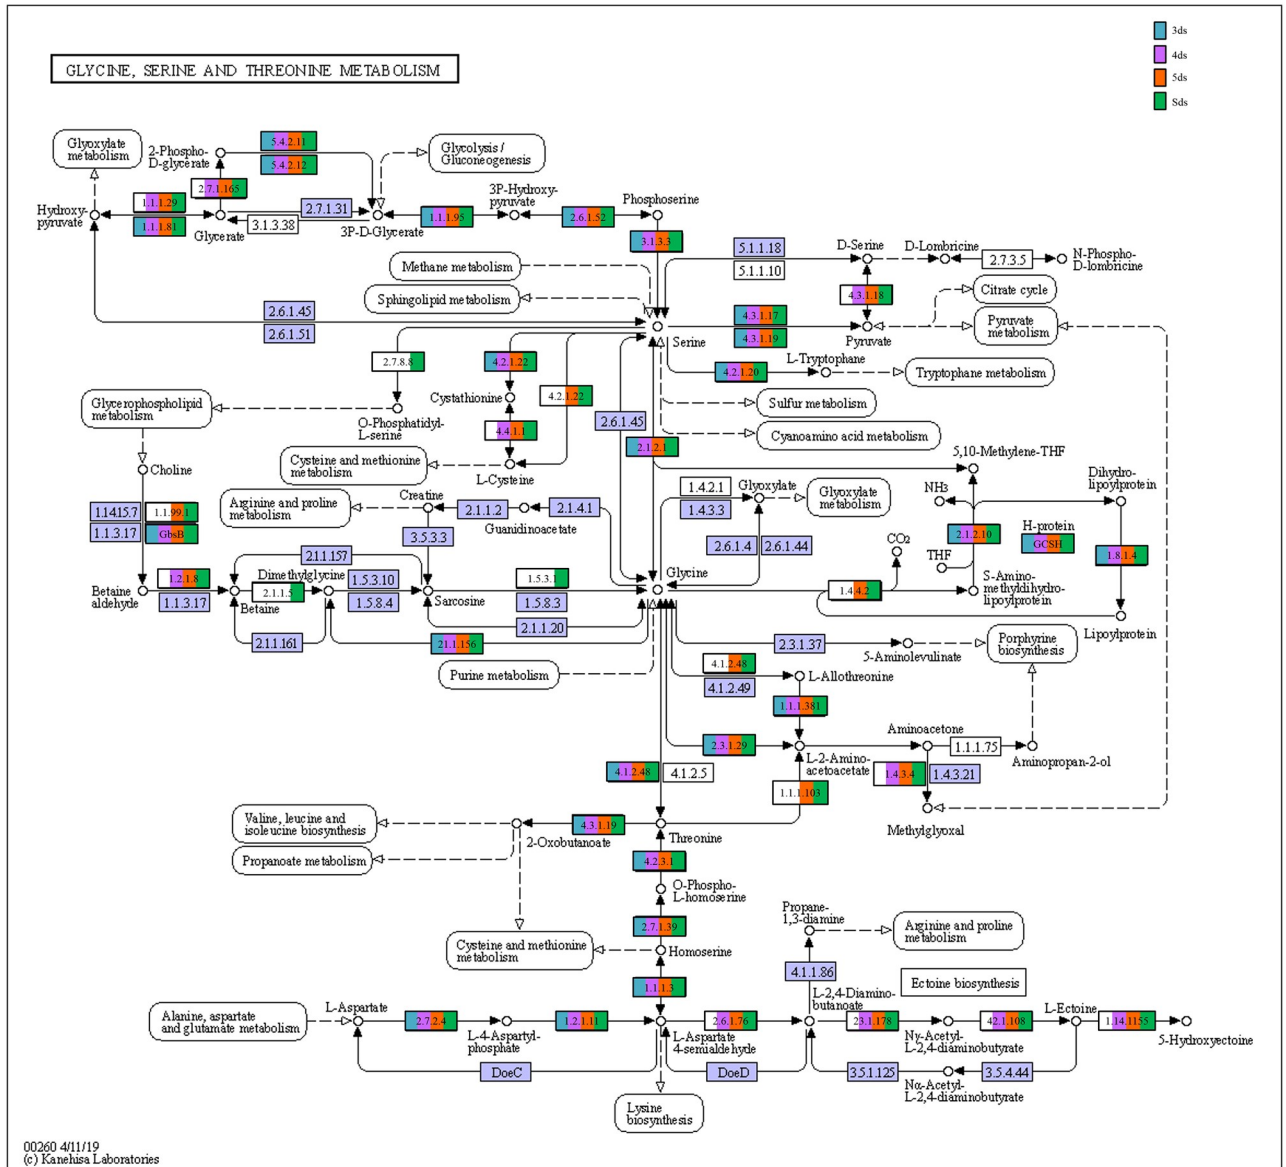 3ds
4ds
5ds
Sds
GLYCINE, SERINE AND THREONINE METABOLISM
Glyoxylate
metabolism
2-Phospho-
D-glycerate
5.4.2.11
5.4.2.12
Glycolysis /
Gluconeogenesis
1.1.1.29
1.1.1.81
2.7.1.165
2.7.1.31
3.1.3.38
Hydroxy-
pyruvate
Glycerate
3P-D-Glycerate
1.1.1.95
3P-Hydroxy-
pyruvate
2.6.1.52
Phosphoserine
3.1.3.3
Methane metabolism
Sphingolipid metabolism
5.1.1.18
5.1.1.10
D-Serine
D-Lombricine
2.7.3.5
N-Phospho-
D-lombricine
4.3.1.18
Citrate cycle
2.6.1.45
2.6.1.51
4.3.1.17
4.3.1.19
Serine
Pyruvate
Pyruvate
metabolism
2.7.8.8
4.2.1.22
4.2.1.22
4.2.1.20
L-Tryptophane
Tryptophane metabolism
Glycerophospholipid
metabolism
O-Phosphatidyl-
L-serine
Cystathionine
4.4.1.1
2.6.1.45
2.1.2.1
Sulfur metabolism
Cyanoamino acid metabolism
Cysteine and methionine
metabolism
L-Cysteine
Choline
5,10-Methylene-THF
Dihydro-
lipoylprotein
Arginine and proline
metabolism
Creatine
2.1.1.2
Guanidinoacetate
2.1.4.1
1.4.2.1
1.4.3.3
Glyoxylate
Glyoxylate
metabolism
NH3
1.14.15.7
1.1.3.17
1.1.99.1
GbsB
3.5.3.3
2.6.1.4
2.6.1.44
CO2
THF
2.1.2.10
H-protein
GCSH
1.8.1.4
2.1.1.157
1.2.1.8
1.1.3.17
Betaine
aldehyde
Betaine
2.1.1.5
Dimethylglycine
1.5.3.10
1.5.8.4
Sarcosine
1.5.3.1
1.5.8.3
2.1.1.20
Glycine
1.4.4.2
S-Amino-
methyldihydro-
lipoylprotein
Lipoylprotein
2.1.1.161
2.1.1.156
Purine metabolism
2.3.1.37
5-Aminolevulinate
Porphyrine
biosynthesis
4.1.2.48
4.1.2.49
L-Allothreonine
1.1.1.381
2.3.1.29
L-2-Amino-
acetoacetate
Aminoacetone
1.1.1.75
Aminopropan-2-ol
4.1.2.48
4.1.2.5
1.1.1.103
1.4.3.4
1.4.3.21
Methylglyoxal
Valine, leucine and
isoleucine biosynthesis
Propanoate metabolism
2-Oxobutanoate
4.3.1.19
Threonine
4.2.3.1
O-Phospho-
L-homoserine
2.7.1.39
Cysteine and methionine
metabolism
Homoserine
Propane-
1,3-diamine
Arginine and proline
metabolism
4.1.1.86
Ectoine biosynthesis
1.1.1.3
Alanine, aspartate
and glutamate metabolism
L-Aspartate
2.7.2.4
L-4-Aspartyl-
phosphate
1.2.1.11
L-Aspartate
4-semialdehyde
2.6.1.76
L-2,4-Diamino-
butanoate
2.3.1.178
Nγ-Acetyl-
L-2,4-diaminobutyrate
4.2.1.108
L-Ectoine
1.14.11.55
5-Hydroxyectoine
DoeC
DoeD
3.5.1.125
Nα-Acetyl-
L-2,4-diaminobutyrate
3.5.4.44
Lysine
biosynthesis
00260 4/11/19
(c) Kanehisa Laboratories